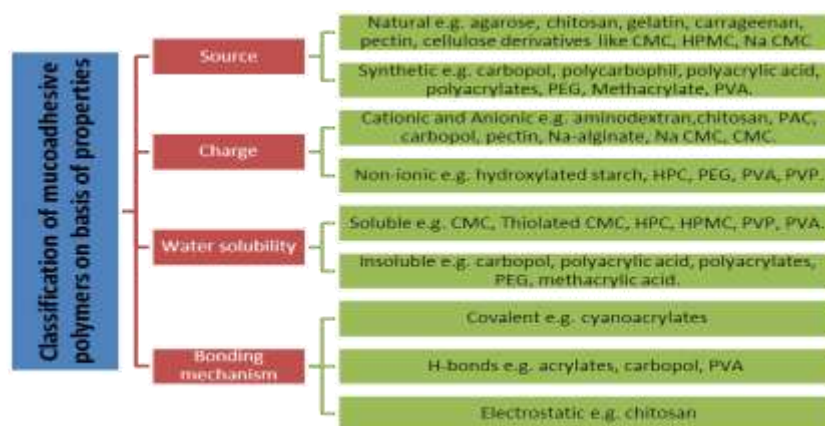 Classification of mucoadhesive
polymers on basis of properties
Source
Natural e.g. agarose, chitosan, gelatin, carrageenan,
pectin, cellulose derivatives like CMC, HPMC, Na CMC
Synthetic e.g. carbopol, polycarbophil, polyacrylic acid,
polyacrylates, PEG, Methacrylate, PVA.
Charge
Cationic and Anionic e.g. aminodextran,chitosan, PAC,
carbopol, pectin, Na-alginate, Na CMC, CMC.
Non-ionic e.g. hydroxylated starch, HPC, PEG, PVA, PVP.
Water solubility
Soluble e.g. CMC, Thiolated CMC, HPC, HPMC, PVP, PVA.
Insoluble e.g. carbopol, polyacrylic acid, polyacrylates,
PEG, methacrylic acid.
Bonding
mechanism
Covalent e.g. cyanoacrylates
H-bonds e.g. acrylates, carbopol, PVA
Electrostatic e.g. chitosan